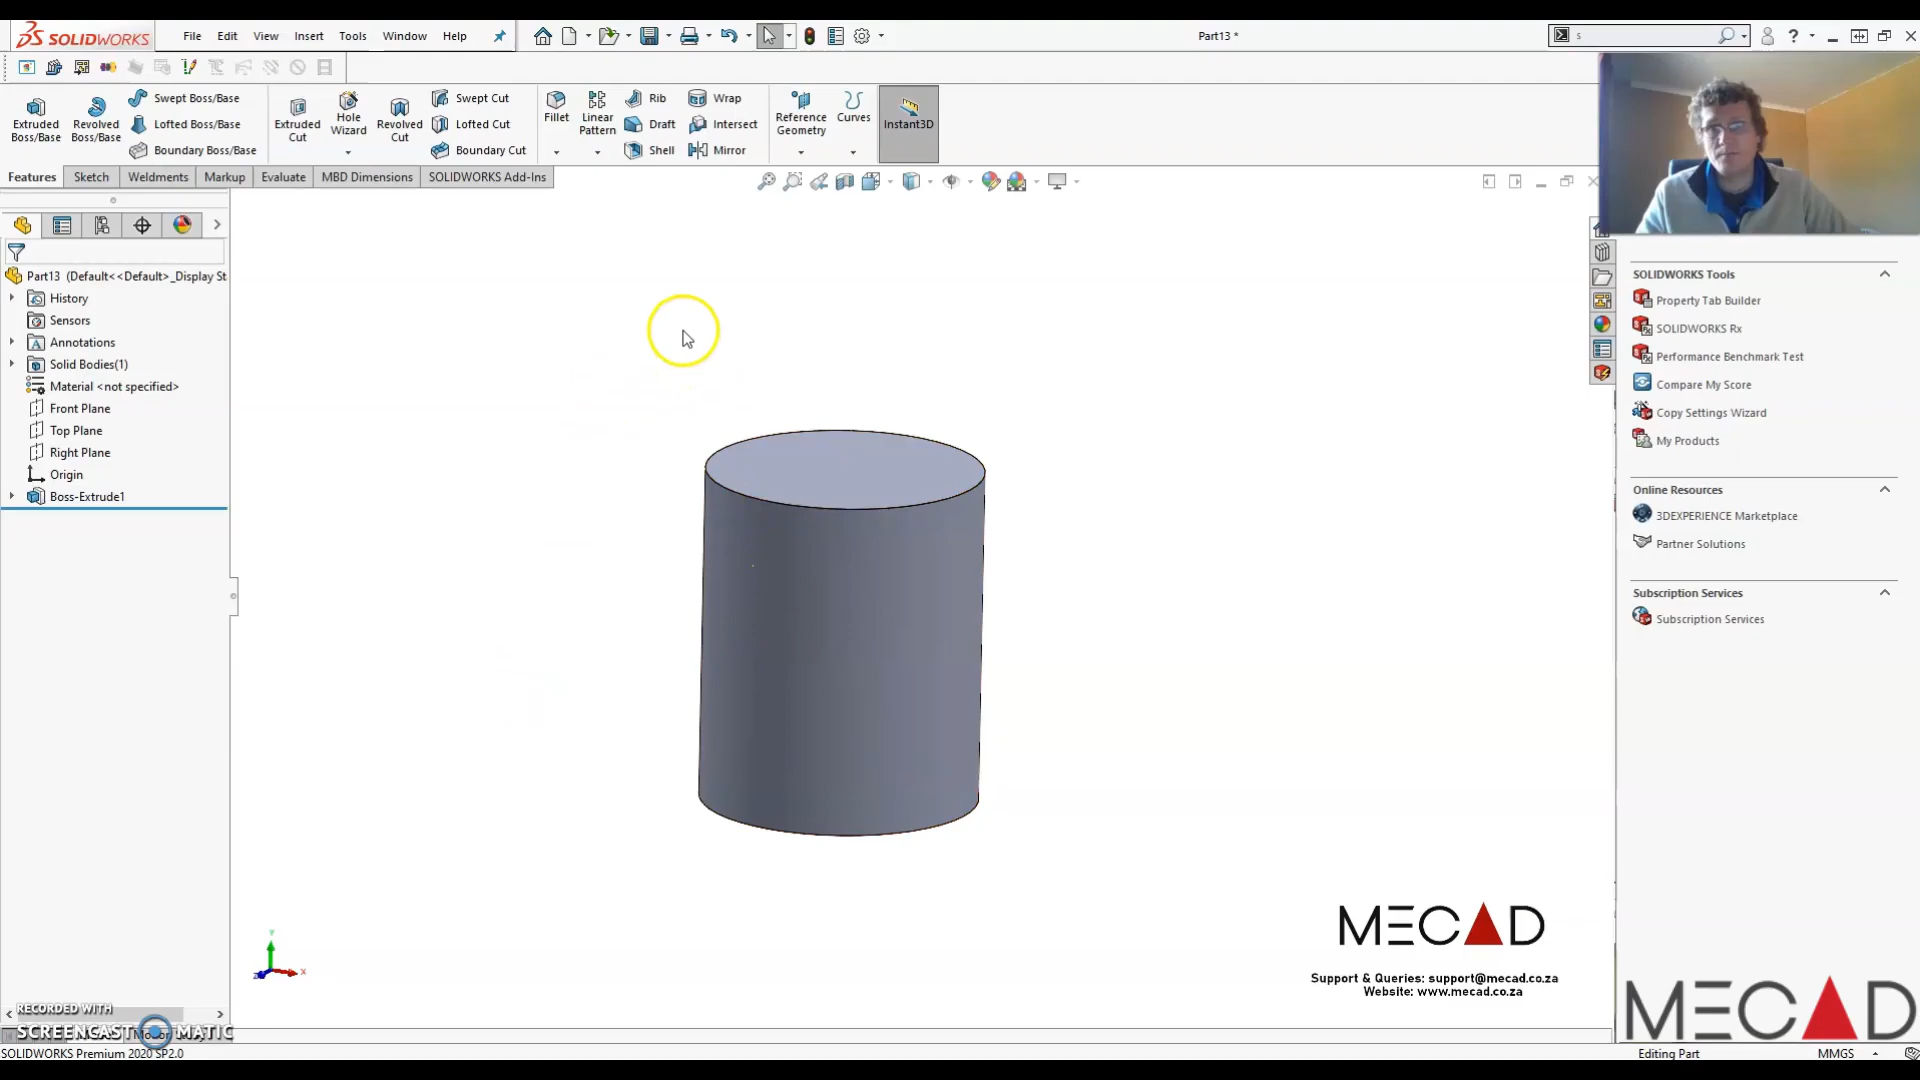 SOLIDWORKS
File Edit View Insert Tools Window Help
Part13 *
s
Extruded Boss/Base
Revolved Boss/Base
Swept Boss/Base
Lofted Boss/Base
Boundary Boss/Base
Extruded Cut
Hole Wizard
Revolved Cut
Swept Cut
Lofted Cut
Boundary Cut
Fillet
Linear Pattern
Rib
Draft
Shell
Wrap
Intersect
Mirror
Reference Geometry
Curves
Instant3D
Features Sketch Weldments Markup Evaluate MBD Dimensions SOLIDWORKS Add-Ins
Part13 (Default<<Default>_Display St
History
Sensors
Annotations
Solid Bodies(1)
Material <not specified>
Front Plane
Top Plane
Right Plane
Origin
Boss-Extrude1
SOLIDWORKS Tools
Property Tab Builder
SOLIDWORKS Rx
Performance Benchmark Test
Compare My Score
Copy Settings Wizard
My Products
Online Resources
3DEXPERIENCE Marketplace
Partner Solutions
Subscription Services
Subscription Services
Y
X
Z
MECAD
Support & Queries: support@mecad.co.za
Website: www.mecad.co.za
MECAD
RECORDED WITH
SCREENCAST MATIC
SOLIDWORKS Premium 2020 SP2.0
Editing Part
MMGS